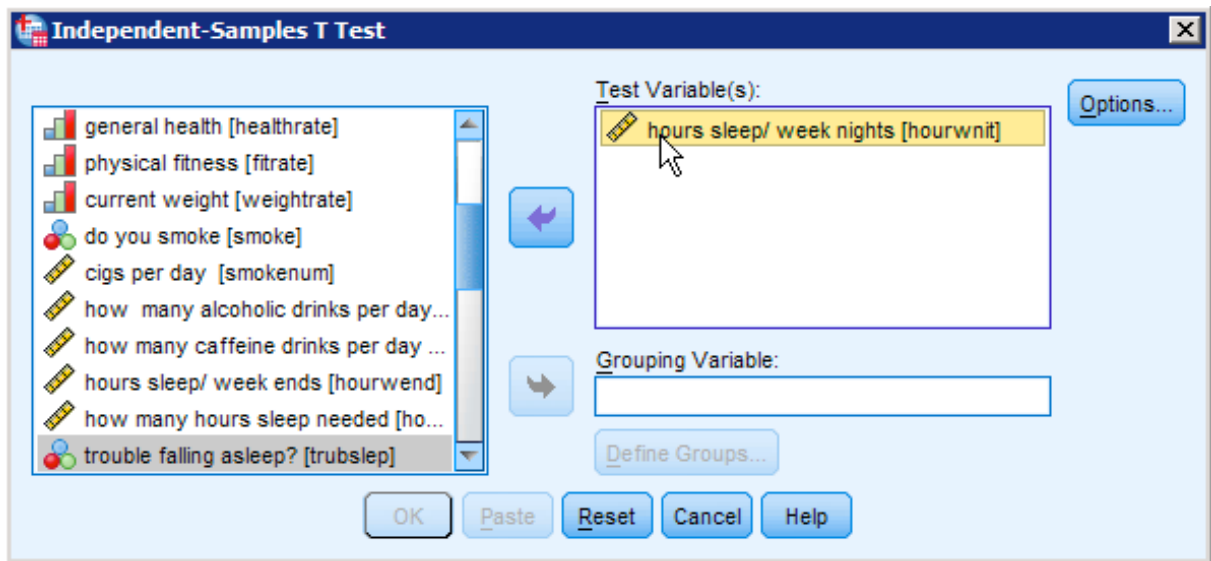 Independent-Samples T Test
general health [healthrate]
physical fitness [fitrate]
current weight [weightrate]
do you smoke [smoke]
cigs per day [smokenum]
how many alcoholic drinks per day...
how many caffeine drinks per day ...
hours sleep/ week ends [hourwend]
how many hours sleep needed [ho...
trouble falling asleep? [trubslep]
Test Variable(s):
hours sleep/ week nights [hourwnit]
Options...
Grouping Variable:
Define Groups...
OK Paste Reset Cancel Help